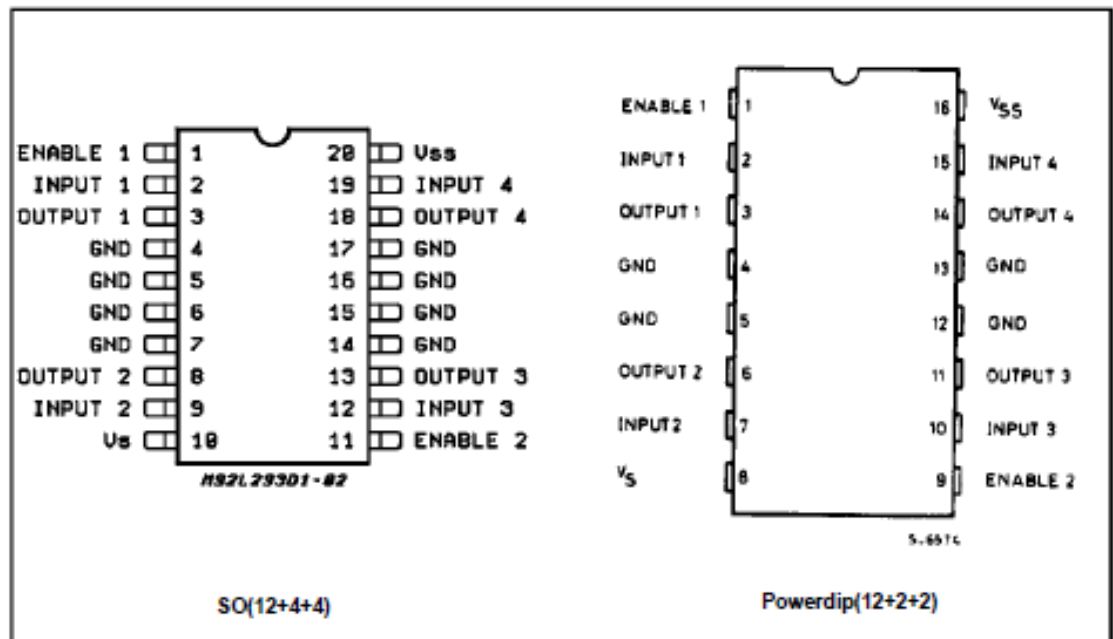 ENABLE 1 1 20 Vss
INPUT 1 2 19 INPUT 4
OUTPUT 1 3 18 OUTPUT 4
GND 4 17 GND
GND 5 16 GND
GND 6 15 GND
GND 7 14 GND
OUTPUT 2 8 13 OUTPUT 3
INPUT 2 9 12 INPUT 3
Vs 10 11 ENABLE 2
M92L293D1-02
SO(12+4+4)
ENABLE 1 1 16 VSS
INPUT 1 2 15 INPUT 4
OUTPUT 1 3 14 OUTPUT 4
GND 4 13 GND
GND 5 12 GND
OUTPUT 2 6 11 OUTPUT 3
INPUT2 7 10 INPUT 3
VS 8 9 ENABLE 2
Powerdip(12+2+2)